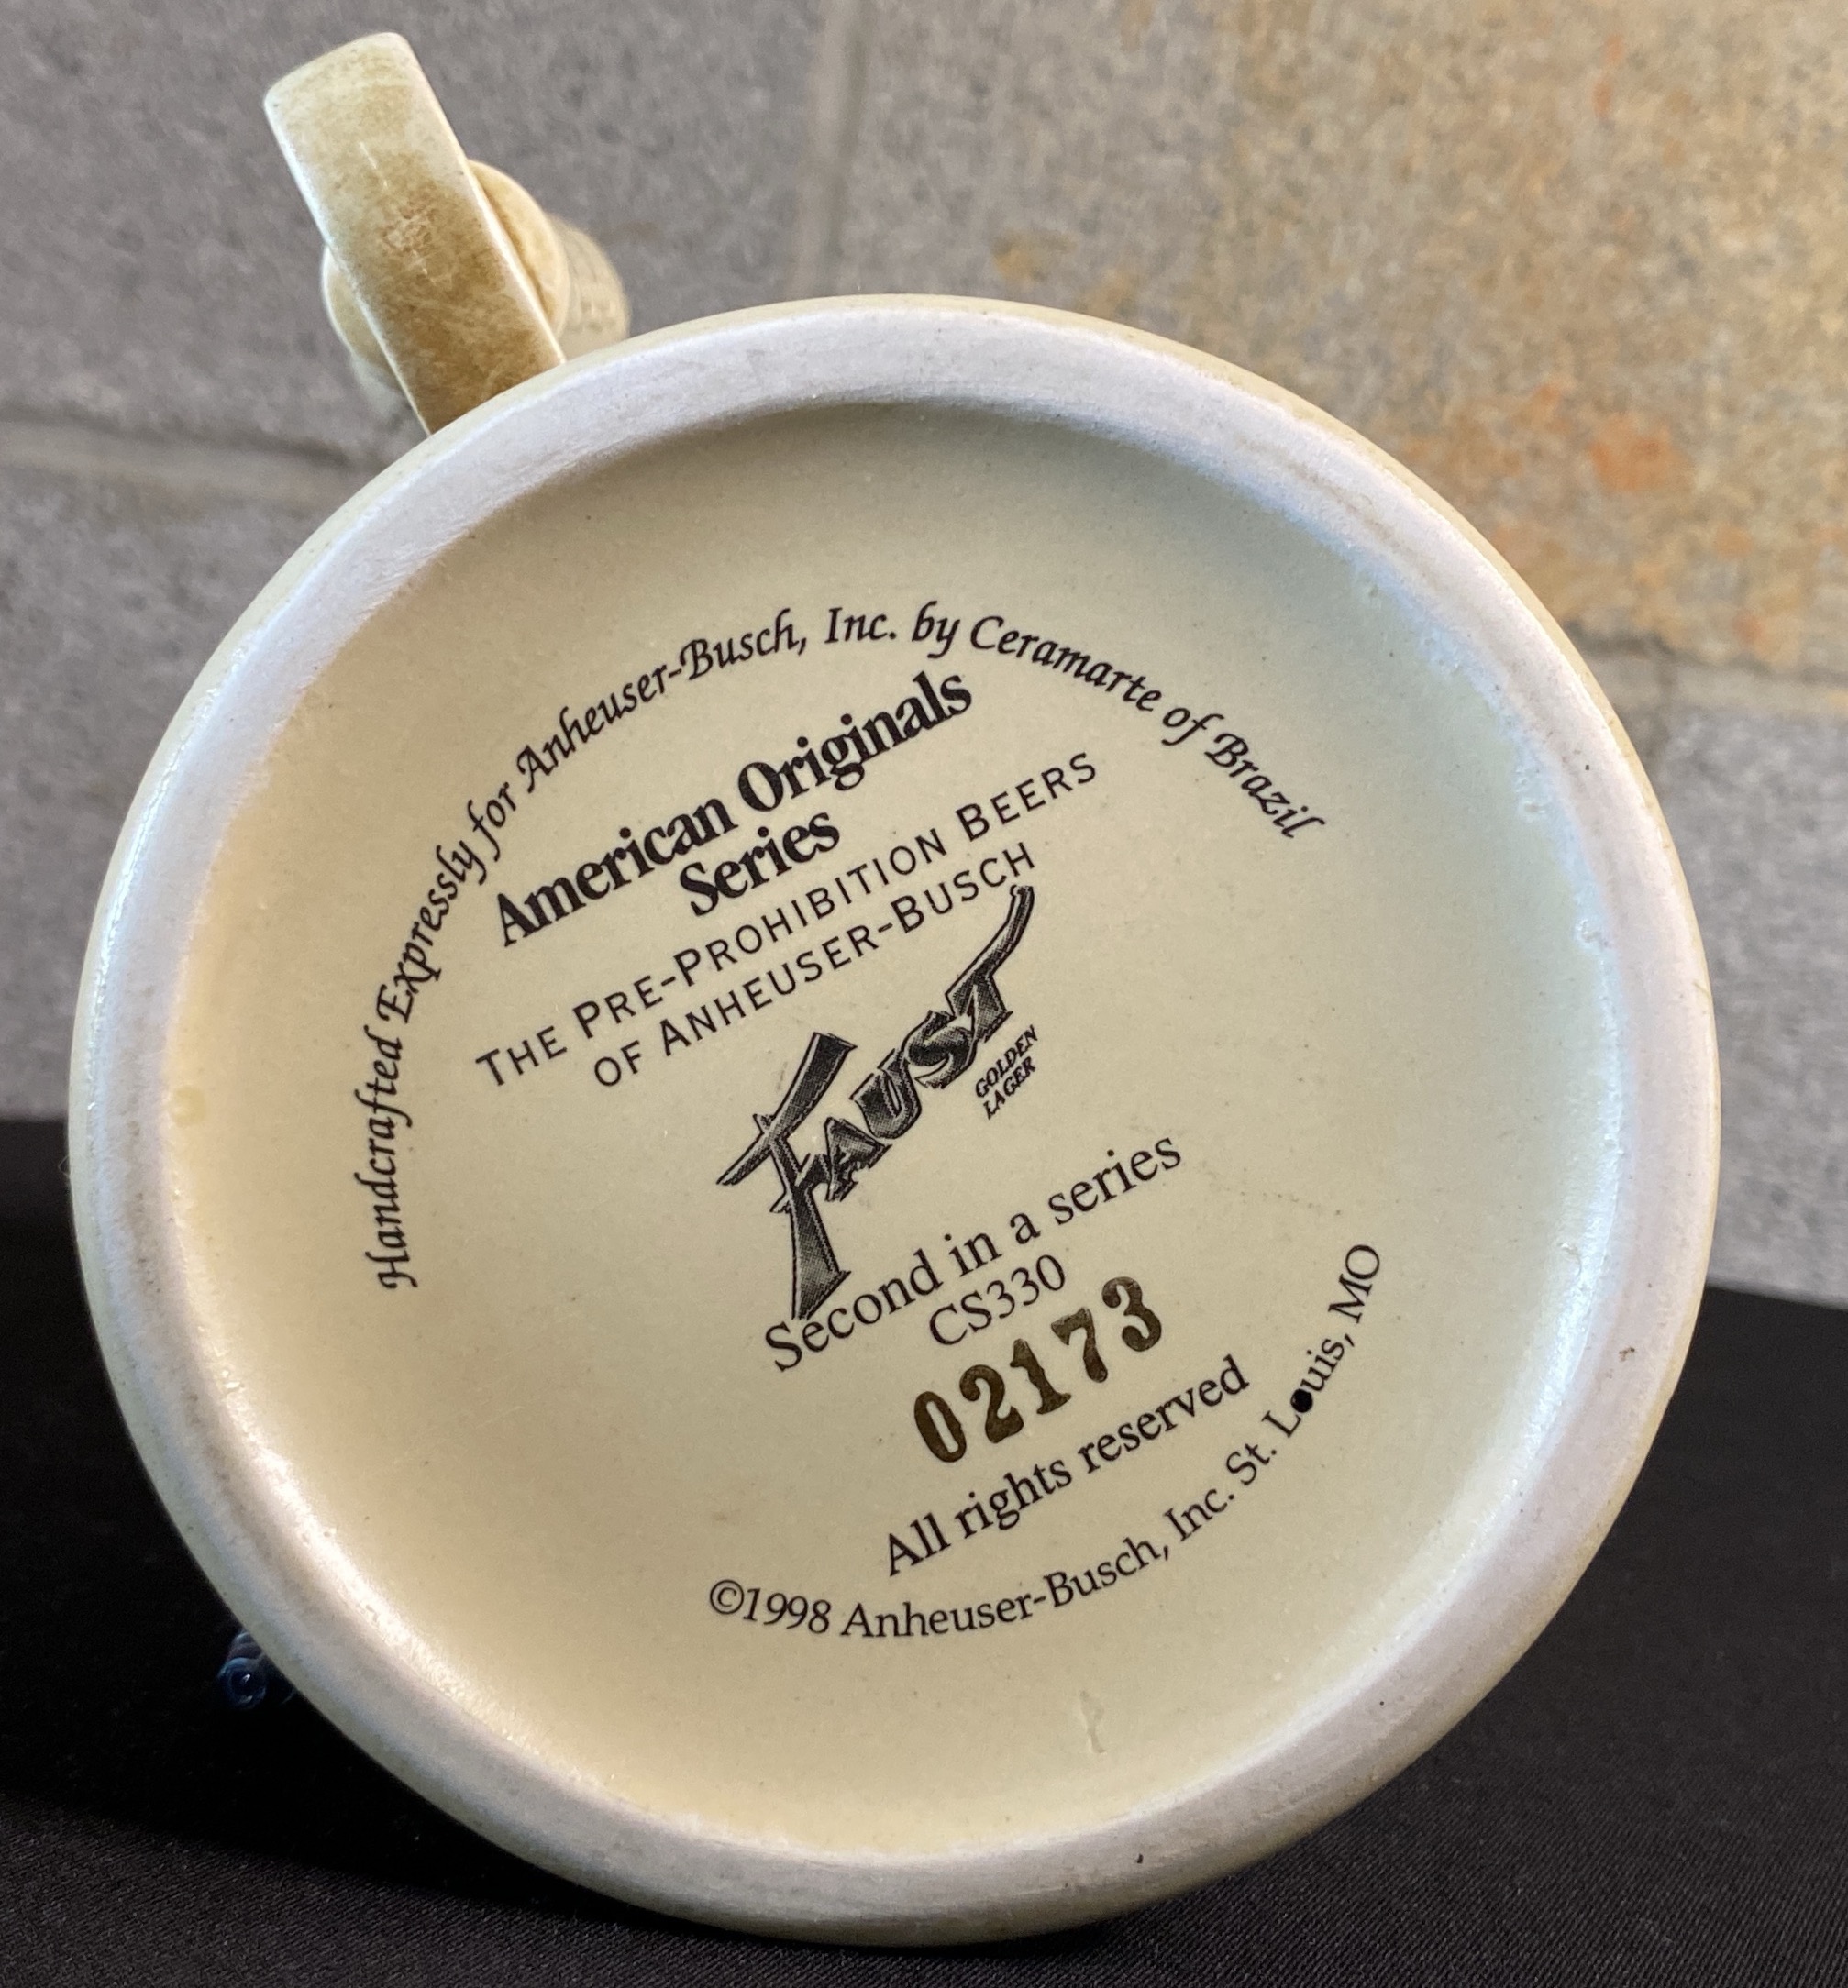 Handcrafted Expressly for Anheuser-Busch, Inc. by Ceramarte of Brazil
American Originals
Series
THE PRE-PROHIBITION BEERS
OF ANHEUSER-BUSCH
FAUST
GOLDEN
LAGER
Second in a series
CS330
02173
All rights reserved
©1998 Anheuser-Busch, Inc. St. Louis, MO